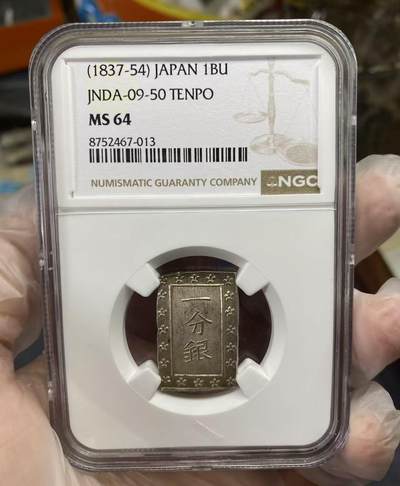 (1837-54) JAPAN 1BU
JNDA-09-50 TENPO
MS 64
8752467-013
NUMISMATIC GUARANTY COMPANY NGC
一
分
銀